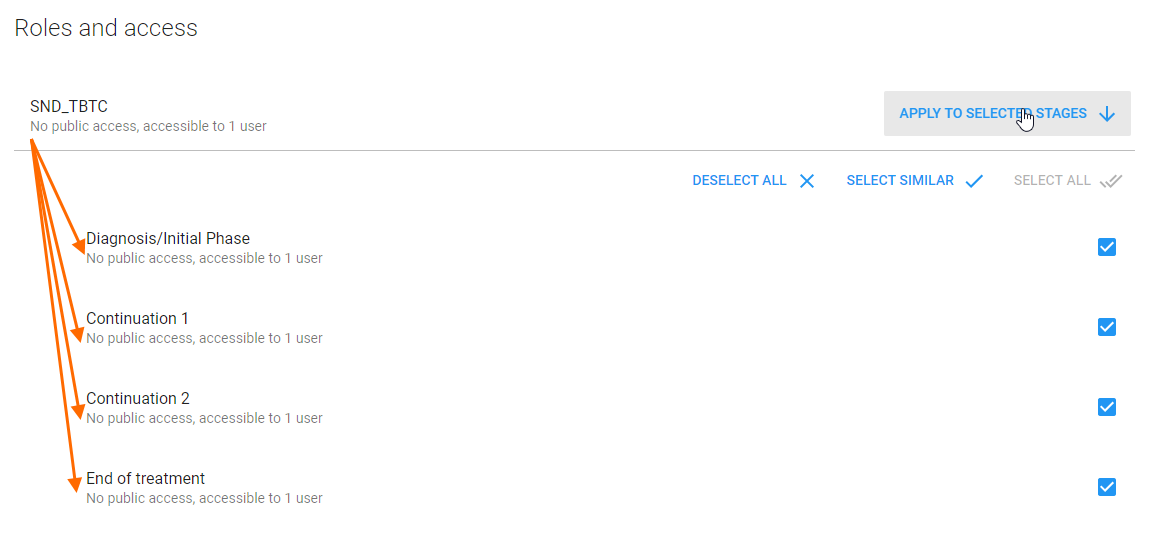 Roles and access
SND_TBTC
No public access, accessible to 1 user
APPLY TO SELECTED STAGES
DESELECT ALL
SELECT SIMILAR
SELECT ALL
Diagnosis/Initial Phase
No public access, accessible to 1 user
Continuation 1
No public access, accessible to 1 user
Continuation 2
No public access, accessible to 1 user
End of treatment
No public access, accessible to 1 user